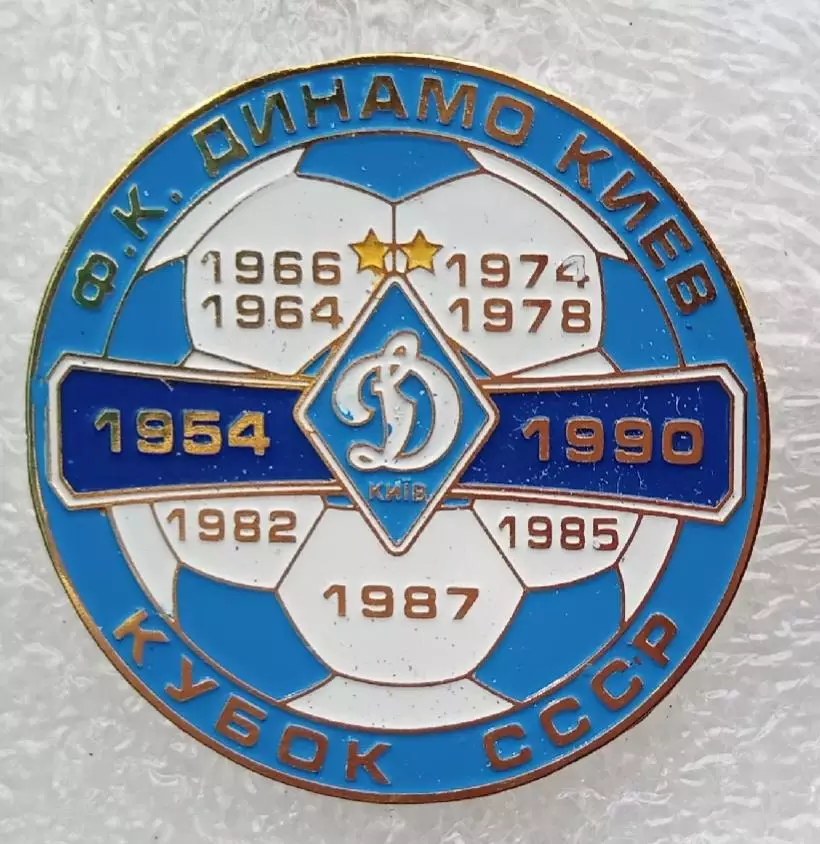 Ф.К. ДИНАМО КИЕВ
1966 1974
1964 1978
1954 Д 1990
КИЇВ
1982 1985
1987
КУБОК СССР